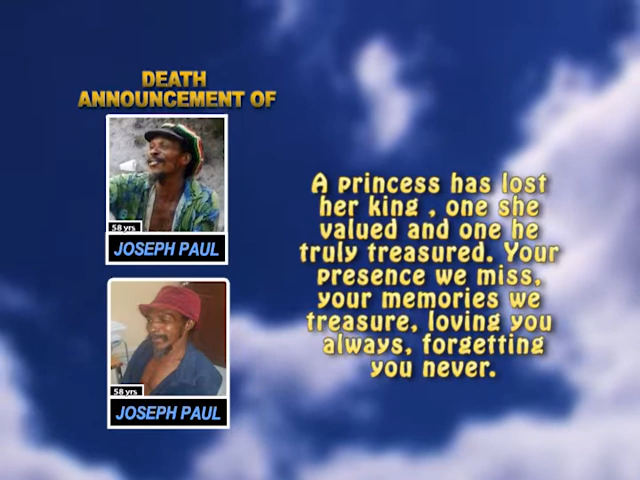 DEATH
ANNOUNCEMENT OF
58 yrs
JOSEPH PAUL
58 yrs
JOSEPH PAUL
A princess has lost
her king , one she
valued and one he
truly treasured. Your
presence we miss,
your memories we
treasure, loving you
always, forgetting
you never.